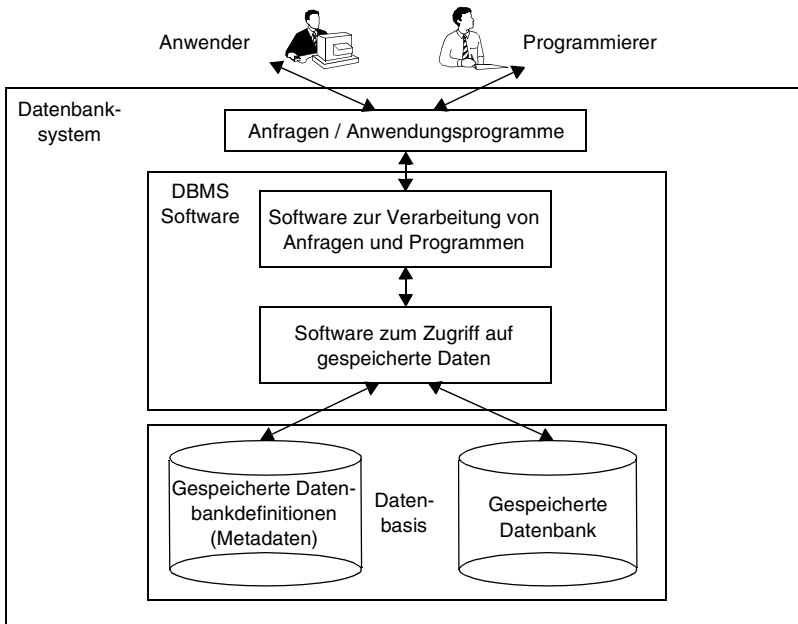 Anwender
Programmierer
Datenbank-
system
Anfragen / Anwendungsprogramme
DBMS
Software
Software zur Verarbeitung von
Anfragen und Programmen
Software zum Zugriff auf
gespeicherte Daten
Gespeicherte Daten-
bankdefinitionen
(Metadaten)
Daten-
basis
Gespeicherte
Datenbank